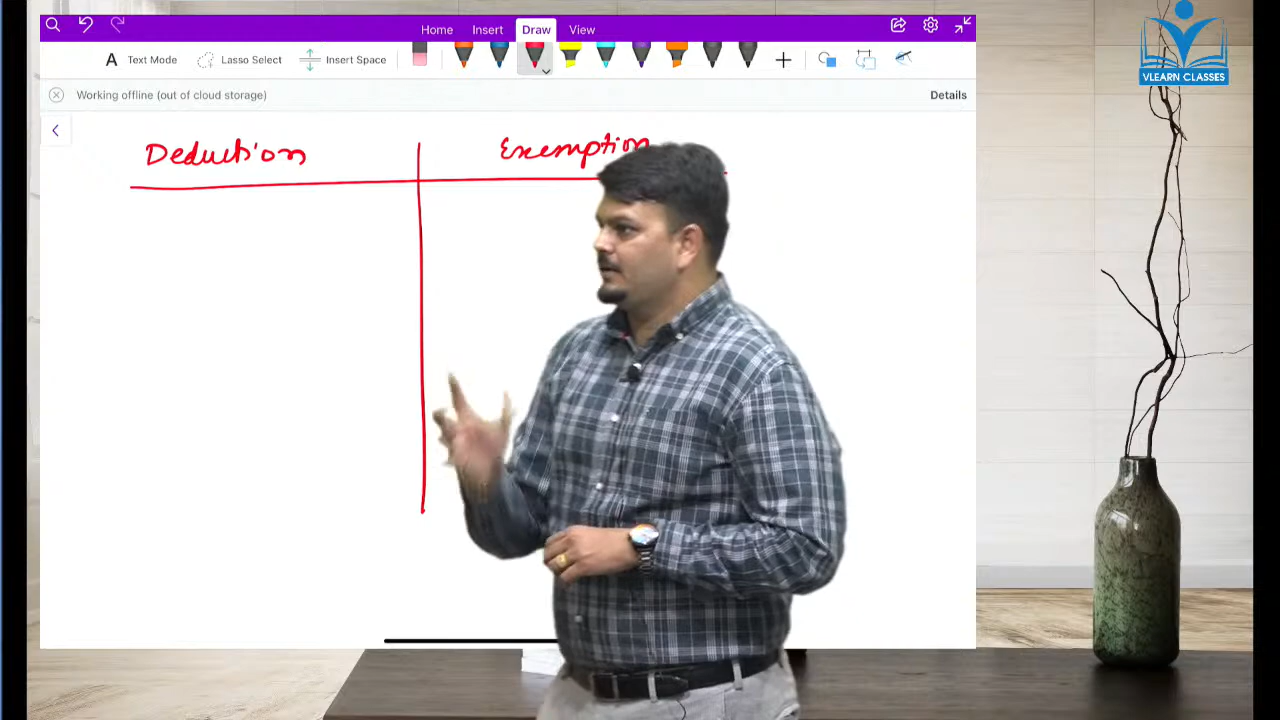 Home Insert Draw View
A Text Mode Lasso Select Insert Space
Working offline (out of cloud storage) Details
Deduction Exemption
VLEARN CLASSES